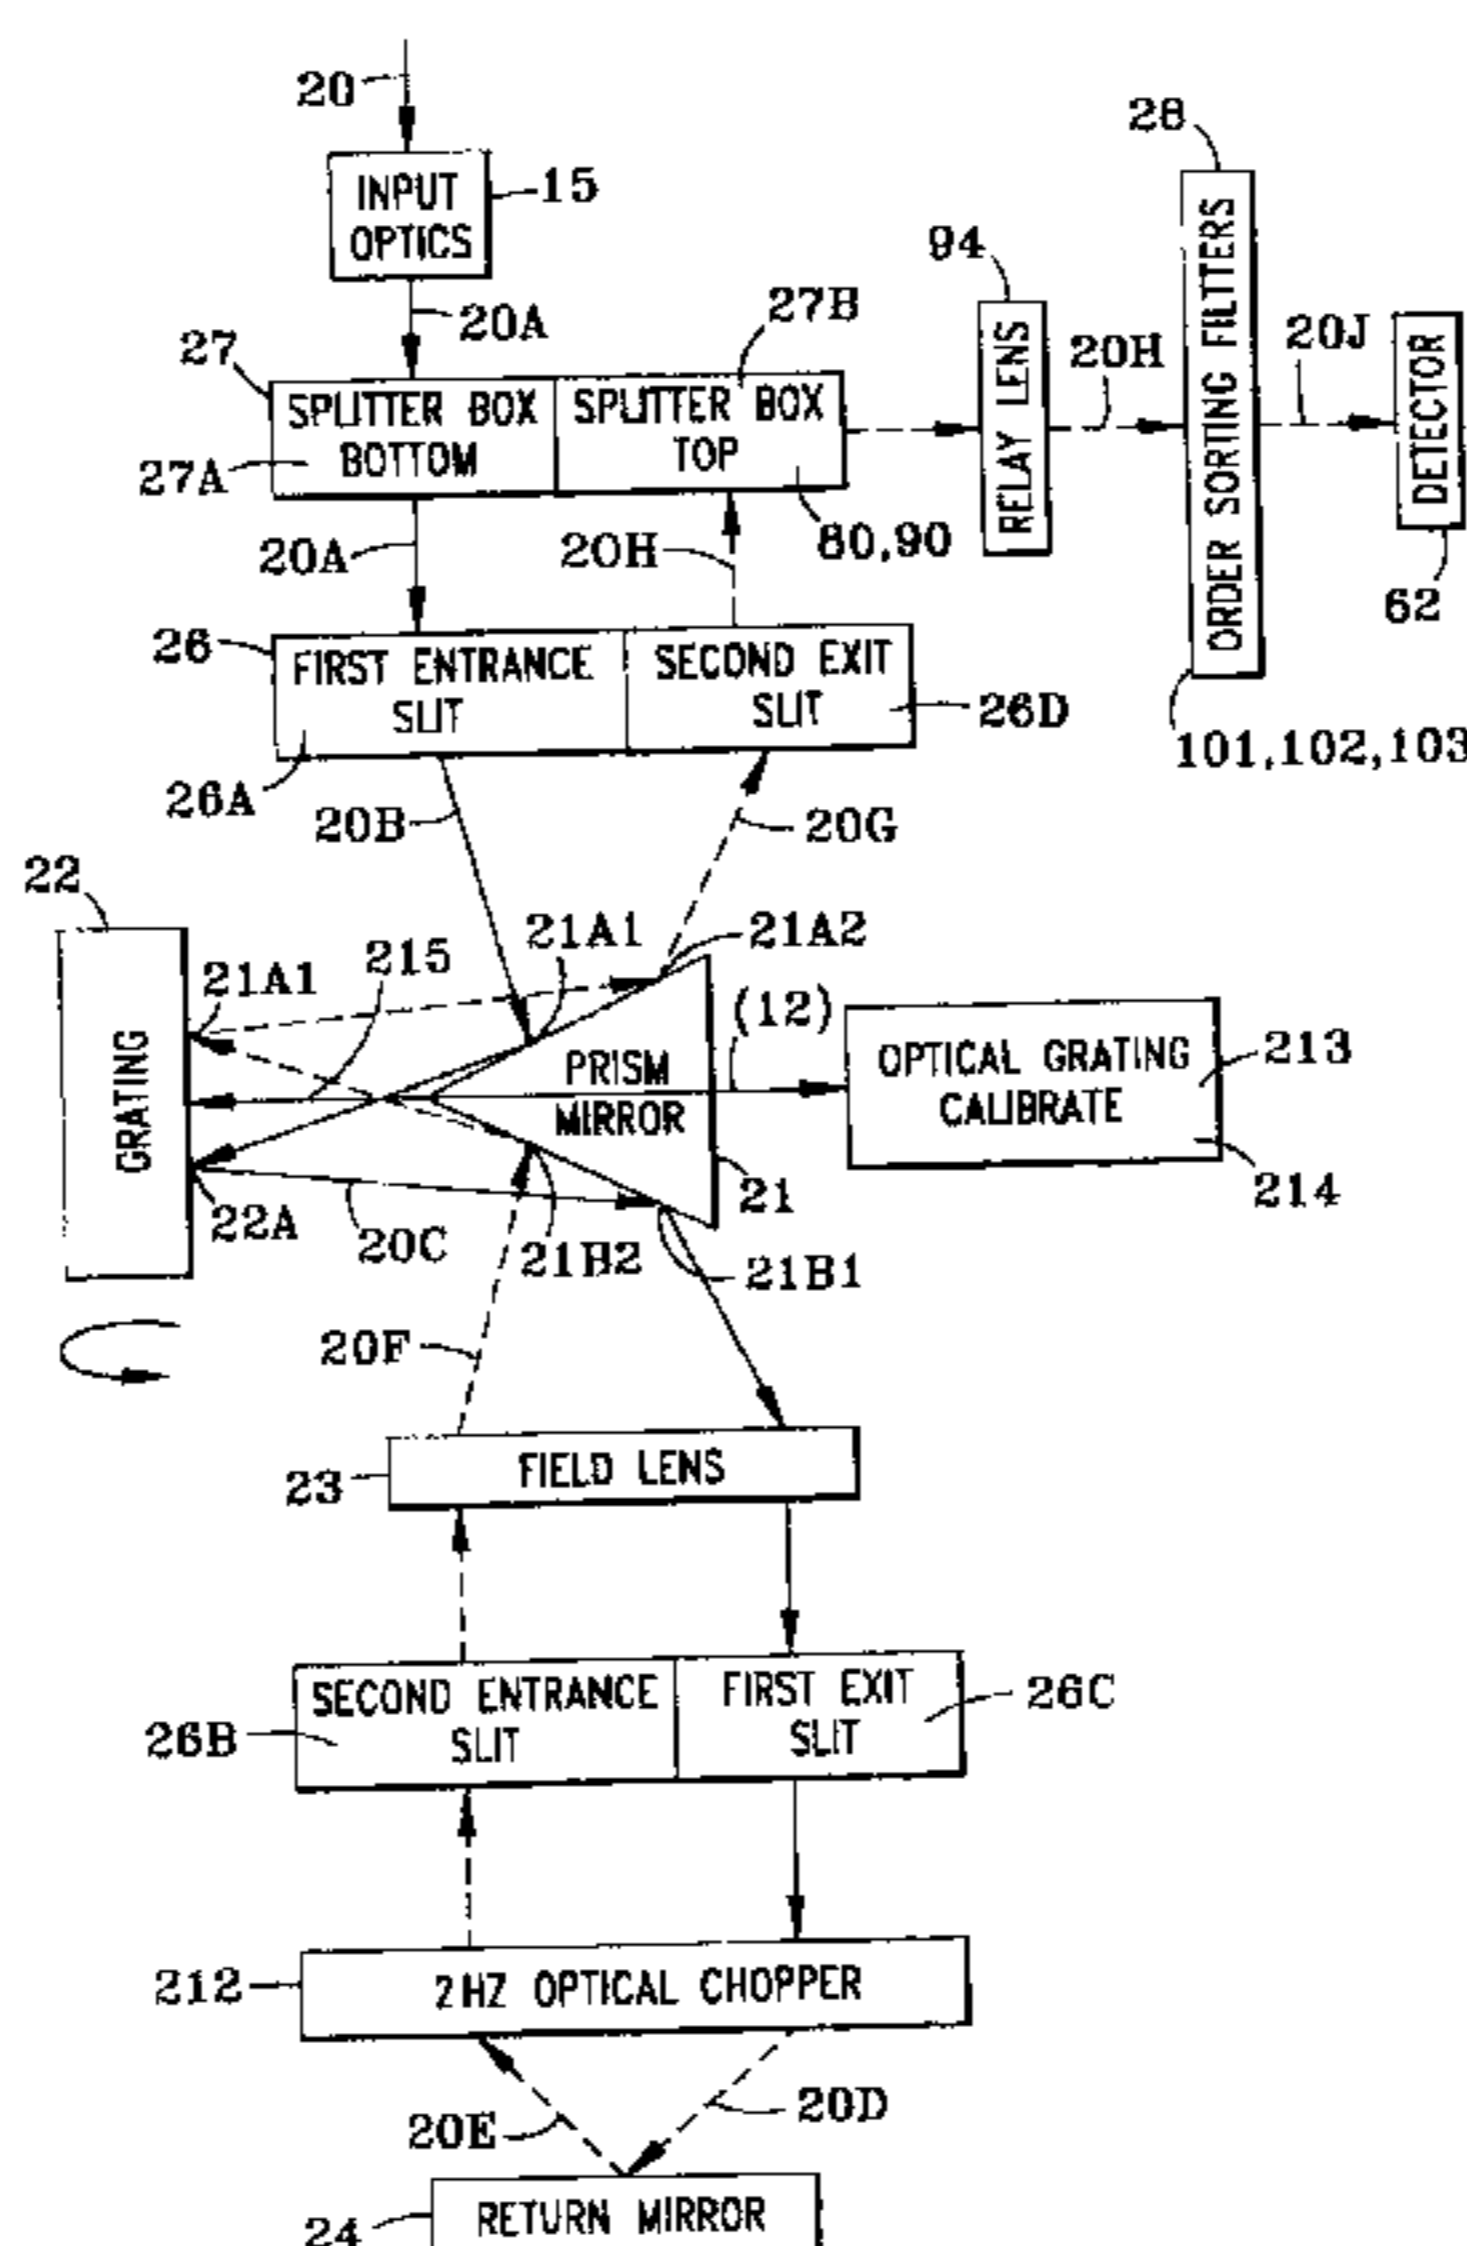 20
INPUT
OPTICS
15
20A
27
SPLITTER BOX
BOTTOM
27A
27B
SPLITTER BOX
TOP
80,90
94
RELAY LENS
20H
28
ORDER SORTING FILTTERS
101,102,103
20J
DETECTOR
62
20A
20H
26
FIRST ENTRANCE
SLIT
26A
SECOND EXIT
SLIT
26D
20B
20G
22
GRATING
21A1
215
21A1
21A2
(12)
PRISM
MIRROR
21
OPTICAL GRATING
CALIBRATE
213
214
22A
20C
21B2
21B1
20F
23
FIELD LENS
SECOND ENTRANCE
SLIT
26B
FIRST EXIT
SLIT
26C
212
2 HZ OPTICAL CHOPPER
20E
20D
24
RETURN MIRROR